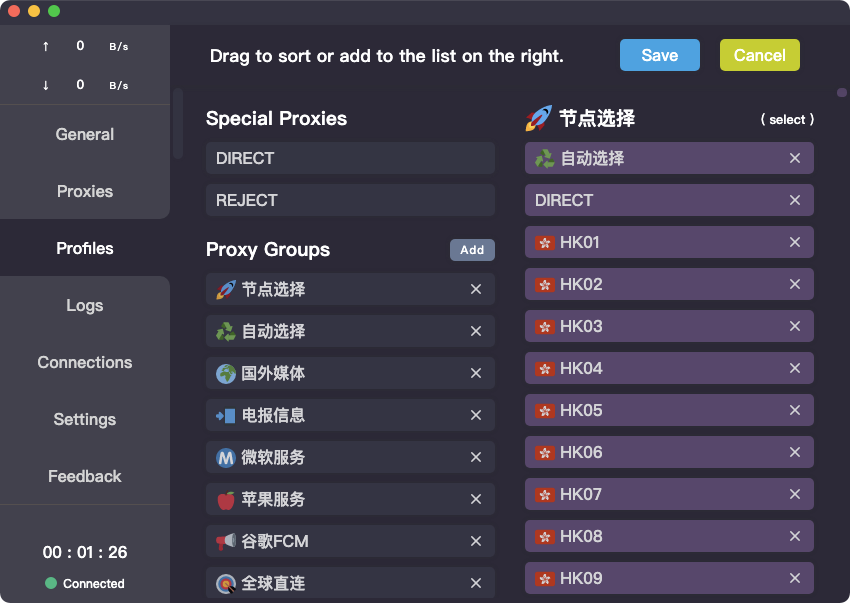 ↑ 0 B/s
↓ 0 B/s
General
Proxies
Profiles
Logs
Connections
Settings
Feedback
00 : 01 : 26
Connected
Drag to sort or add to the list on the right.
Save
Cancel
Special Proxies
DIRECT
REJECT
Proxy Groups
Add
🚀 节点选择 ×
♻️ 自动选择 ×
🌍 国外媒体 ×
📲 电报信息 ×
Ⓜ️ 微软服务 ×
🍎 苹果服务 ×
📢 谷歌FCM ×
🎯 全球直连 ×
🚀 节点选择
( select )
♻️ 自动选择 ×
DIRECT ×
🇭🇰 HK01 ×
🇭🇰 HK02 ×
🇭🇰 HK03 ×
🇭🇰 HK04 ×
🇭🇰 HK05 ×
🇭🇰 HK06 ×
🇭🇰 HK07 ×
🇭🇰 HK08 ×
🇭🇰 HK09 ×